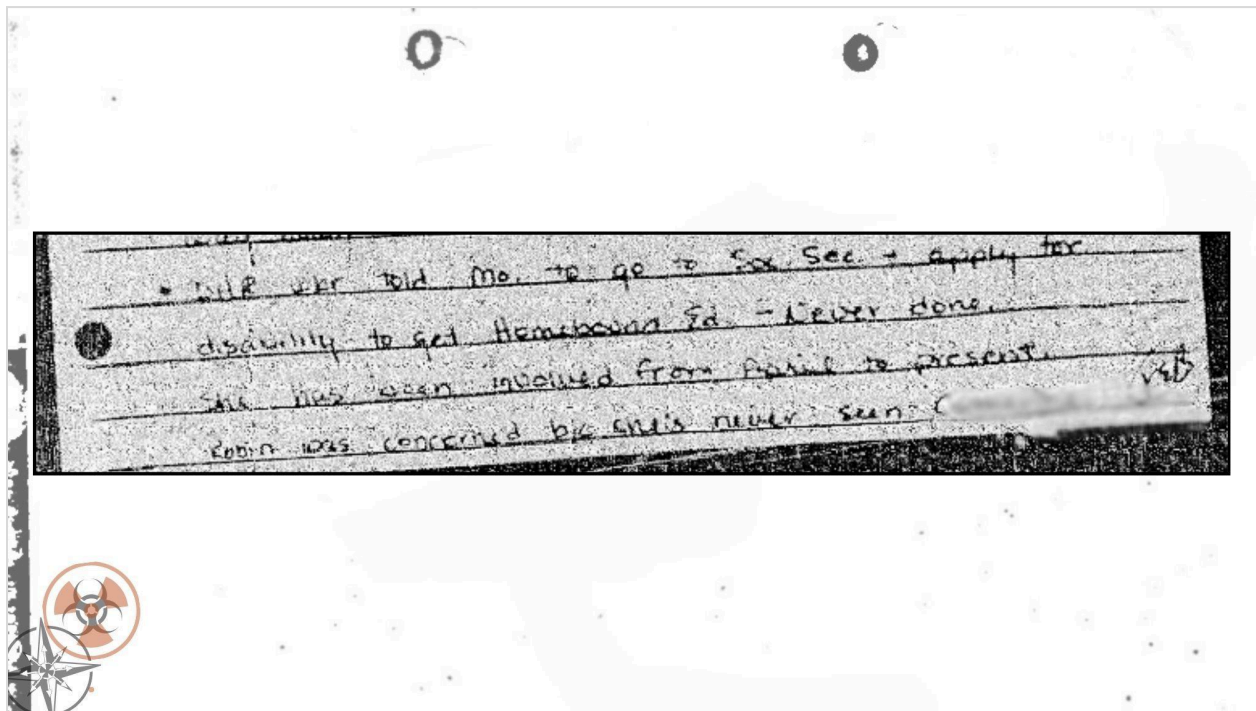 told Mo. to go to Soc Sec. + apply for
disability to get Homebound Ed. - Never done.
She has been involved from April to present.
Robin was concerned b/c she's never seen